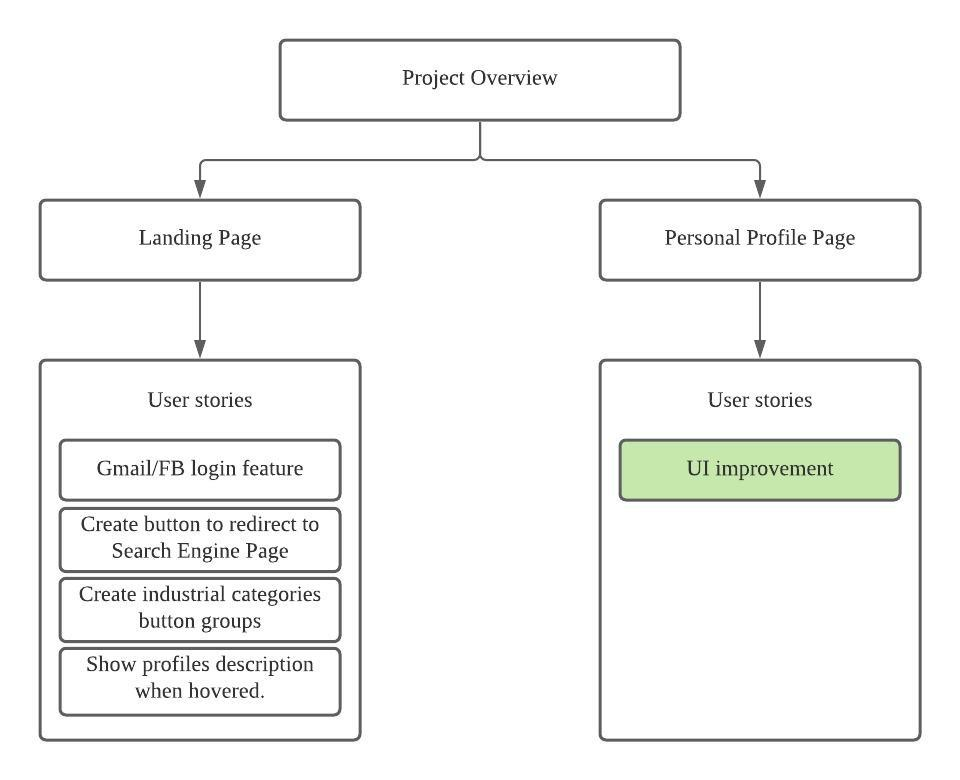 Project Overview
Landing Page
Personal Profile Page
User stories
Gmail/FB login feature
Create button to redirect to
Search Engine Page
Create industrial categories
button groups
Show profiles description
when hovered.
User stories
UI improvement